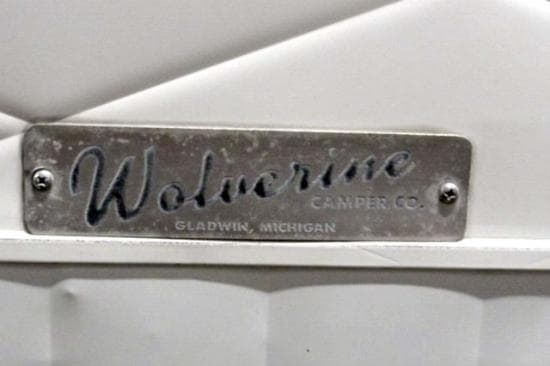 Wolverine
CAMPER CO.
GLADWIN, MICHIGAN